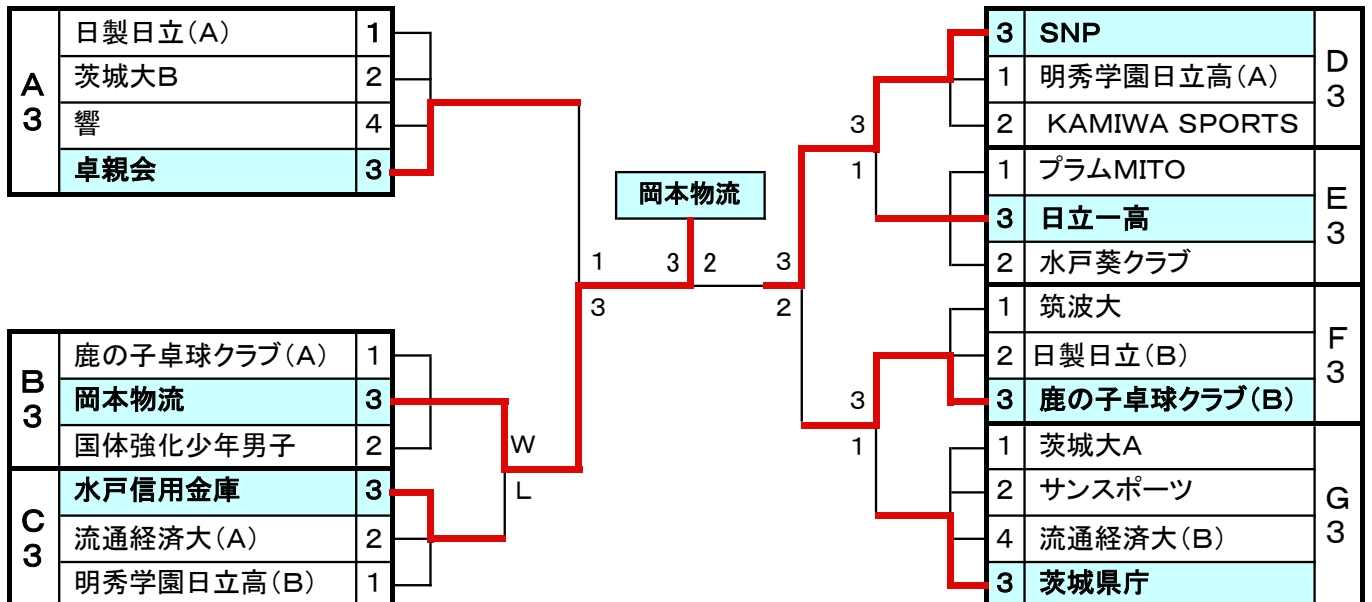 A3
日製日立(A) 1
茨城大B 2
響 4
卓親会 3
B3
鹿の子卓球クラブ(A) 1
岡本物流 3
国体強化少年男子 2
C3
水戸信用金庫 3
流通経済大(A) 2
明秀学園日立高(B) 1
W
L
1
3
岡本物流
3 2
3
2
3
1
3
1
D3
3 SNP
1 明秀学園日立高(A)
2 KAMIWA SPORTS
E3
1 プラムMITO
3 日立一高
2 水戸葵クラブ
F3
1 筑波大
2 日製日立(B)
3 鹿の子卓球クラブ(B)
G3
1 茨城大A
2 サンスポーツ
4 流通経済大(B)
3 茨城県庁